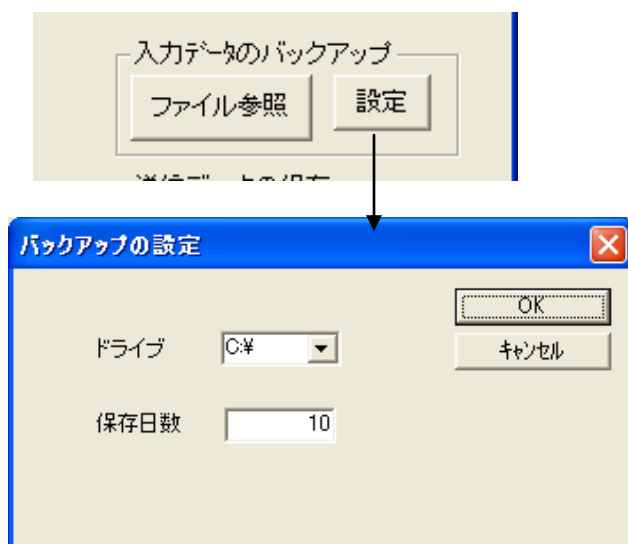 入力データのバックアップ
ファイル参照
設定
バックアップの設定
OK
ドライブ
C:¥
キャンセル
保存日数
10